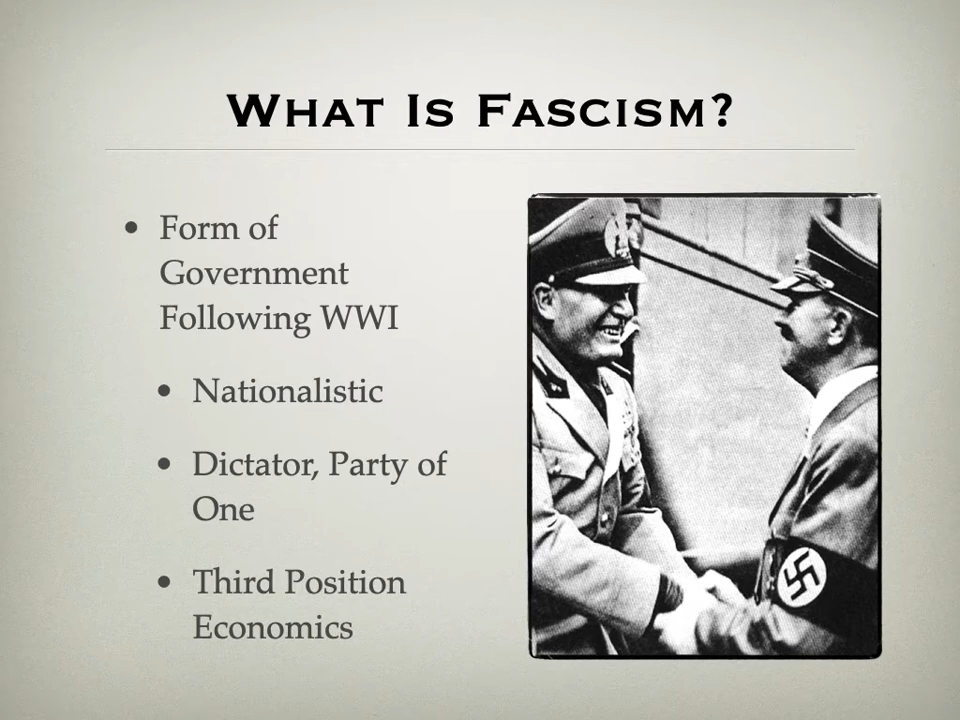 What Is Fascism?
• Form of
Government
Following WWI
• Nationalistic
• Dictator, Party of
One
• Third Position
Economics